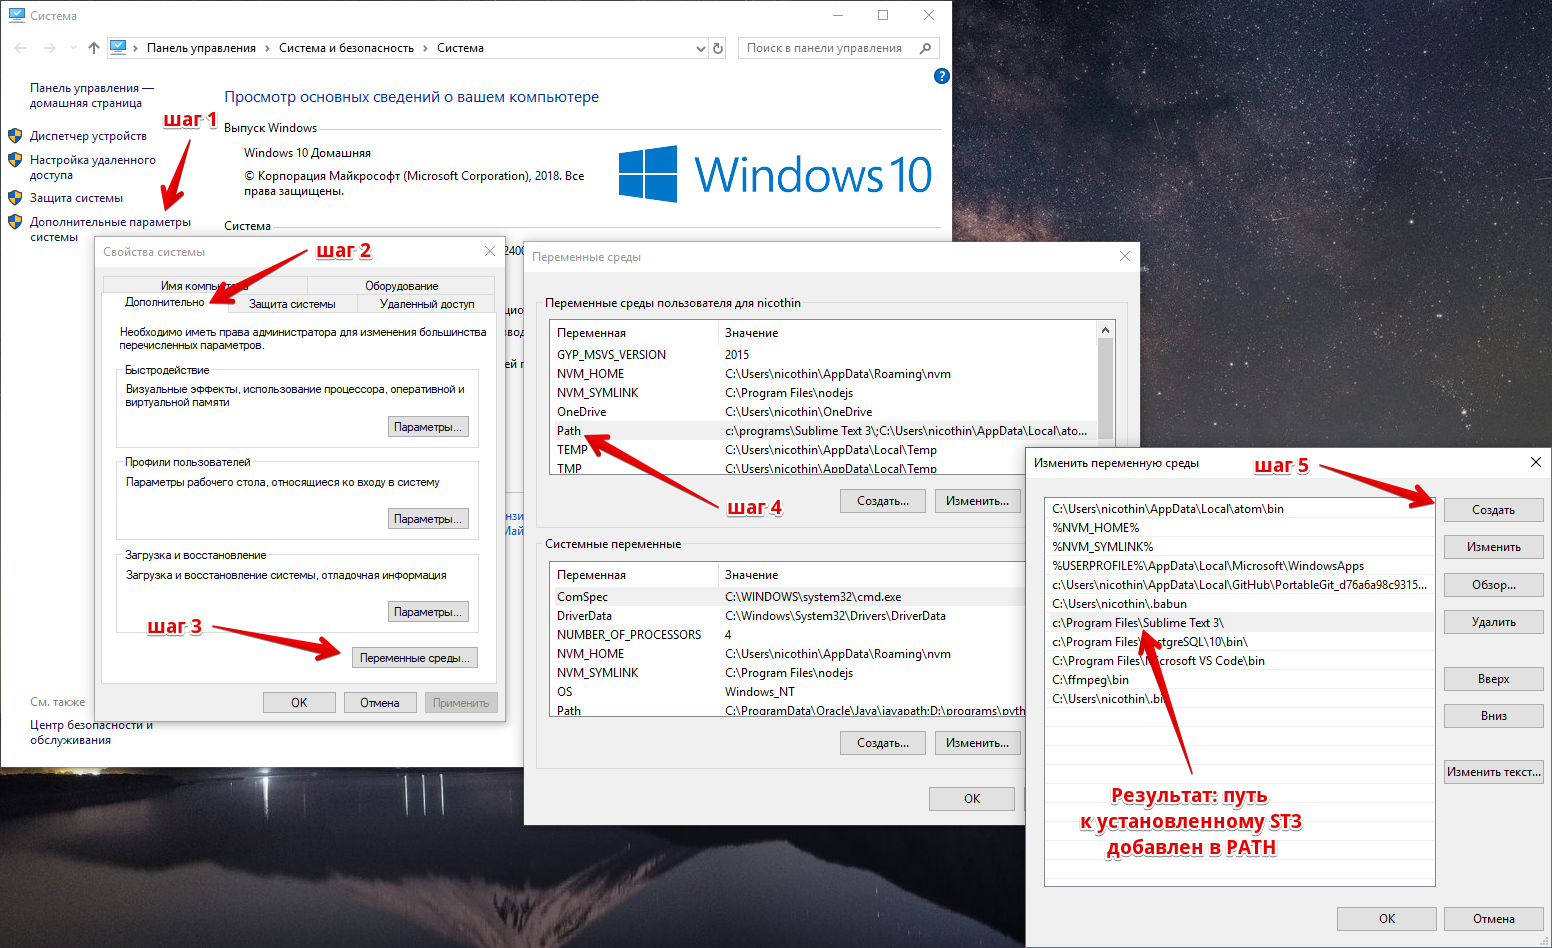 Система
Панель управления › Система и безопасность › Система
Поиск в панели управления
Панель управления —
домашняя страница
Диспетчер устройств
Настройка удаленного
доступа
Защита системы
Дополнительные параметры
системы
См. также
Центр безопасности и
обслуживания
шаг 1
Просмотр основных сведений о вашем компьютере
Выпуск Windows
Windows 10 Домашняя
© Корпорация Майкрософт (Microsoft Corporation), 2018. Все
права защищены.
Windows 10
Система
Свойства системы
шаг 2
Оборудование
Дополнительно
Защита системы
Удаленный доступ
Необходимо иметь права администратора для изменения большинства
перечисленных параметров.
Быстродействие
Визуальные эффекты, использование процессора, оперативной и
виртуальной памяти
Параметры...
Профили пользователей
Параметры рабочего стола, относящиеся ко входу в систему
Параметры...
Загрузка и восстановление
Загрузка и восстановление системы, отладочная информация
Параметры...
шаг 3
Переменные среды...
OK
Отмена
Применить
Переменные среды
Переменные среды пользователя для nicothin
Переменная Значение
GYP_MSVS_VERSION 2015
NVM_HOME C:\Users\nicothin\AppData\Roaming\nvm
NVM_SYMLINK C:\Program Files\nodejs
OneDrive C:\Users\nicothin\OneDrive
Path c:\programs\Sublime Text 3\;C:\Users\nicothin\AppData\Local\ato...
TEMP C:\Users\nicothin\AppData\Local\Temp
TMP C:\Users\nicothin\AppData\Local\Temp
шаг 4
Создать...
Изменить...
Системные переменные
Переменная Значение
ComSpec C:\WINDOWS\system32\cmd.exe
DriverData C:\Windows\System32\Drivers\DriverData
NUMBER_OF_PROCESSORS 4
NVM_HOME C:\Users\nicothin\AppData\Roaming\nvm
NVM_SYMLINK C:\Program Files\nodejs
OS Windows_NT
Path C:\ProgramData\Oracle\Java\javapath;D:\programs\pyth
Создать...
Изменить...
OK
Изменить переменную среды
шаг 5
C:\Users\nicothin\AppData\Local\atom\bin
%NVM_HOME%
%NVM_SYMLINK%
%USERPROFILE%\AppData\Local\Microsoft\WindowsApps
c:\Users\nicothin\AppData\Local\GitHub\PortableGit_d76a6a98c9315...
C:\Users\nicothin\.babun
c:\Program Files\Sublime Text 3\
c:\Program Files\PostgreSQL\10\bin\
C:\Program Files\Microsoft VS Code\bin
C:\ffmpeg\bin
C:\Users\nicothin\.bin
Результат: путь
к установленному ST3
добавлен в PATH
Создать
Изменить
Обзор...
Удалить
Вверх
Вниз
Изменить текст...
OK
Отмена